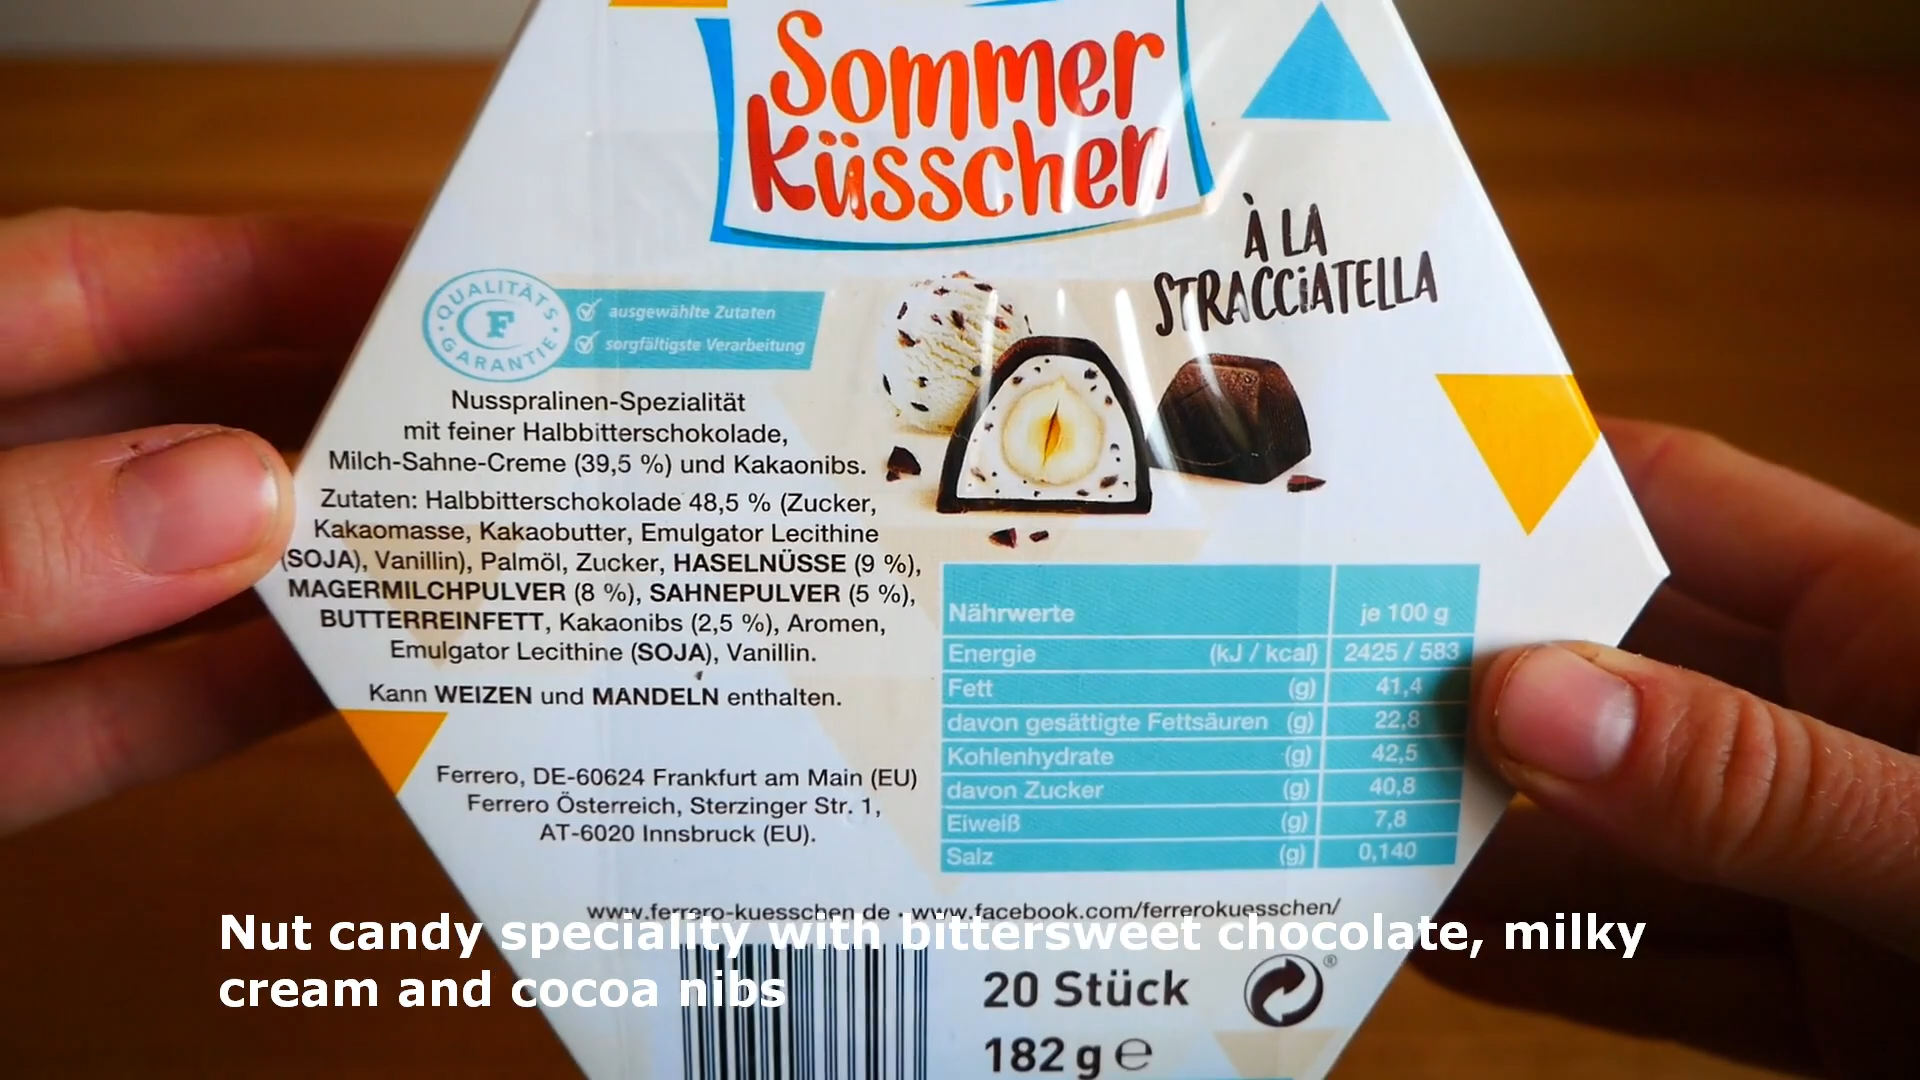 Sommer
Küsschen
À LA
STRACCiATELLA
QUALITÄTS
F
GARANTIE
ausgewählte Zutaten
sorgfältigste Verarbeitung
Nusspralinen-Spezialität
mit feiner Halbbitterschokolade,
Milch-Sahne-Creme (39,5 %) und Kakaonibs.
Zutaten: Halbbitterschokolade 48,5 % (Zucker,
Kakaomasse, Kakaobutter, Emulgator Lecithine
(SOJA), Vanillin), Palmöl, Zucker, HASELNÜSSE (9 %),
MAGERMILCHPULVER (8 %), SAHNEPULVER (5 %),
BUTTERREINFETT, Kakaonibs (2,5 %), Aromen,
Emulgator Lecithine (SOJA), Vanillin.
Kann WEIZEN und MANDELN enthalten.
Ferrero, DE-60624 Frankfurt am Main (EU)
Ferrero Österreich, Sterzinger Str. 1,
AT-6020 Innsbruck (EU).
Nährwerte je 100 g
Energie (kJ / kcal) 2425 / 583
Fett (g) 41,4
davon gesättigte Fettsäuren (g) 22,8
Kohlenhydrate (g) 42,5
davon Zucker (g) 40,8
Eiweiß (g) 7,8
Salz (g) 0,140
www.ferrero-kuesschen.de · www.facebook.com/ferrerokuesschen/
Nut candy speciality with bittersweet chocolate, milky
cream and cocoa nibs
20 Stück
®
182 g ℮